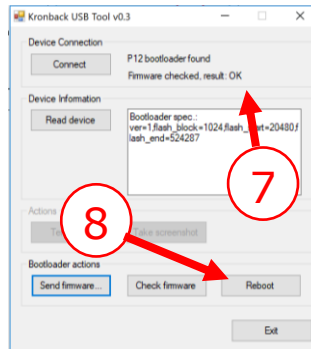 Kronback USB Tool v0.3
Device Connection
Connect
P12 bootloader found
Firmware checked, result: OK
Device Information
Read device
Bootloader spec.:
ver=1,flash_block=1024,flash_
lash_end=524287
7
Actions
8
Take screenshot
Bootloader actions
Send firmware...
Check firmware
Reboot
Exit